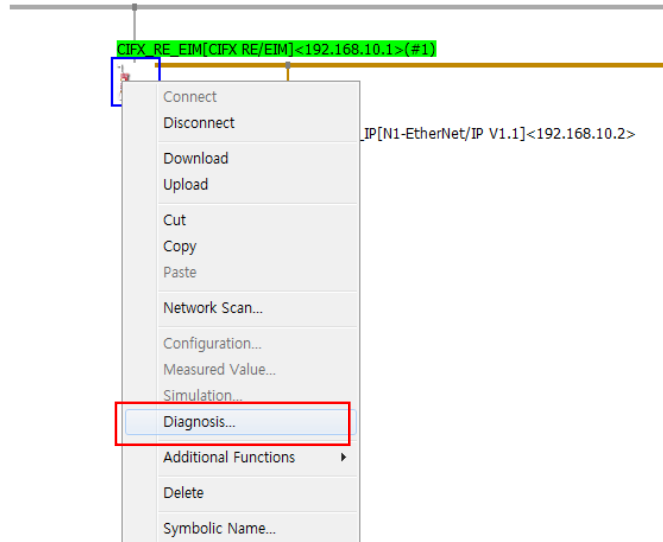 CIFX_RE_EIM[CIFX RE/EIM]<192.168.10.1>(#1)
Connect
Disconnect
_IP[N1-EtherNet/IP V1.1]<192.168.10.2>
Download
Upload
Cut
Copy
Paste
Network Scan...
Configuration...
Measured Value...
Simulation...
Diagnosis...
Additional Functions
Delete
Symbolic Name...